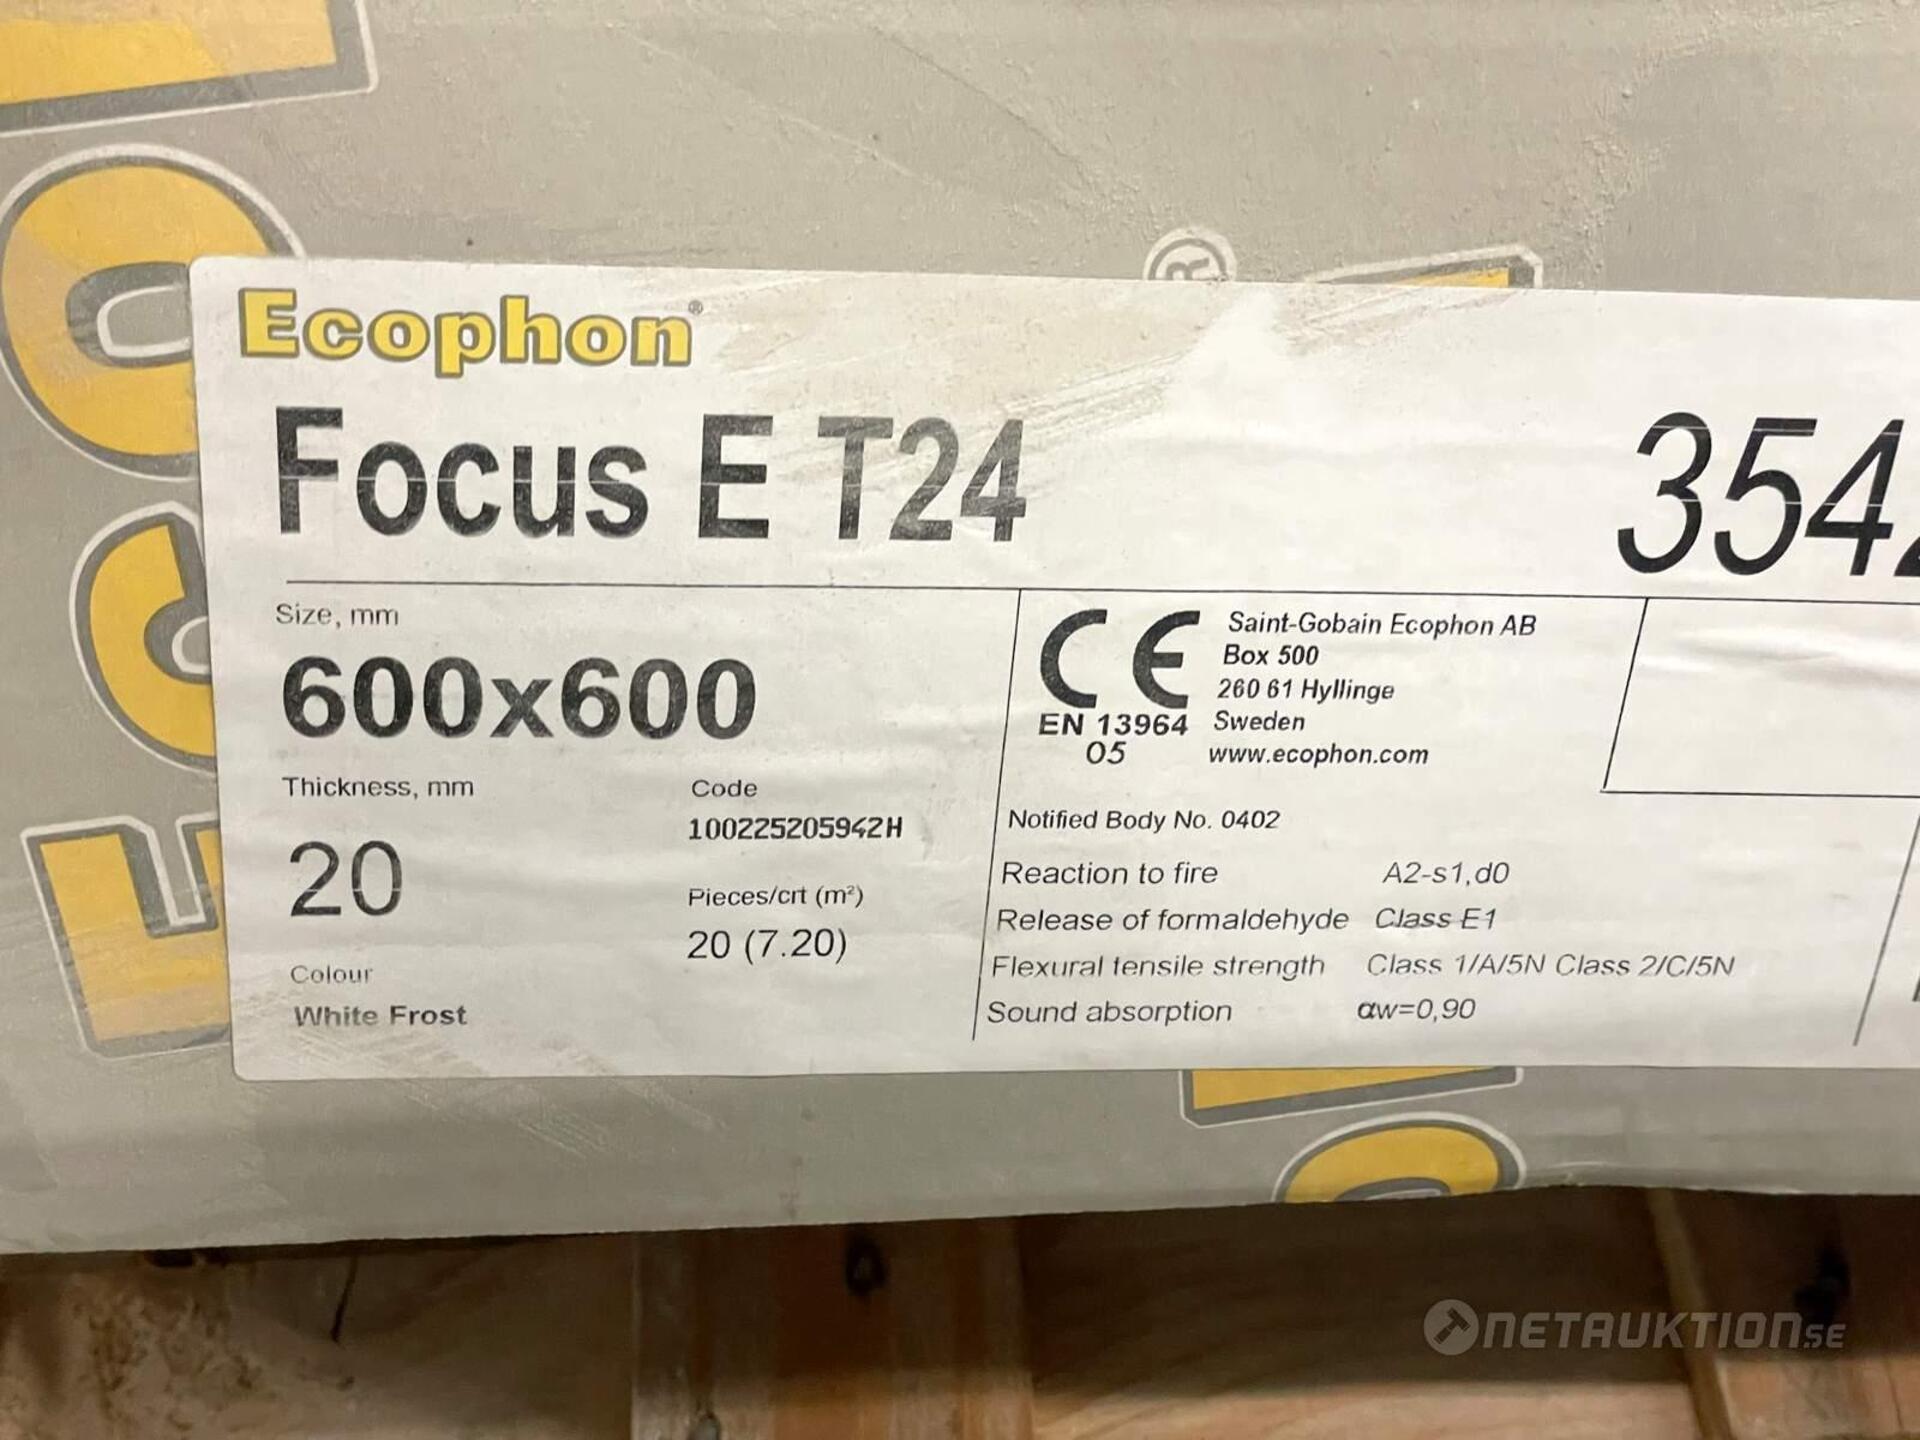 Ecophon®
Focus E T24
354
Size, mm
600x600
Thickness, mm
20
Colour
White Frost
Code
100225205942H
Pieces/crt (m²)
20 (7.20)
CE
EN 13964
05
Saint-Gobain Ecophon AB
Box 500
260 61 Hyllinge
Sweden
www.ecophon.com
Notified Body No. 0402
Reaction to fire A2-s1,d0
Release of formaldehyde Class E1
Flexural tensile strength Class 1/A/5N Class 2/C/5N
Sound absorption αw=0,90
NETAUKTION.SE